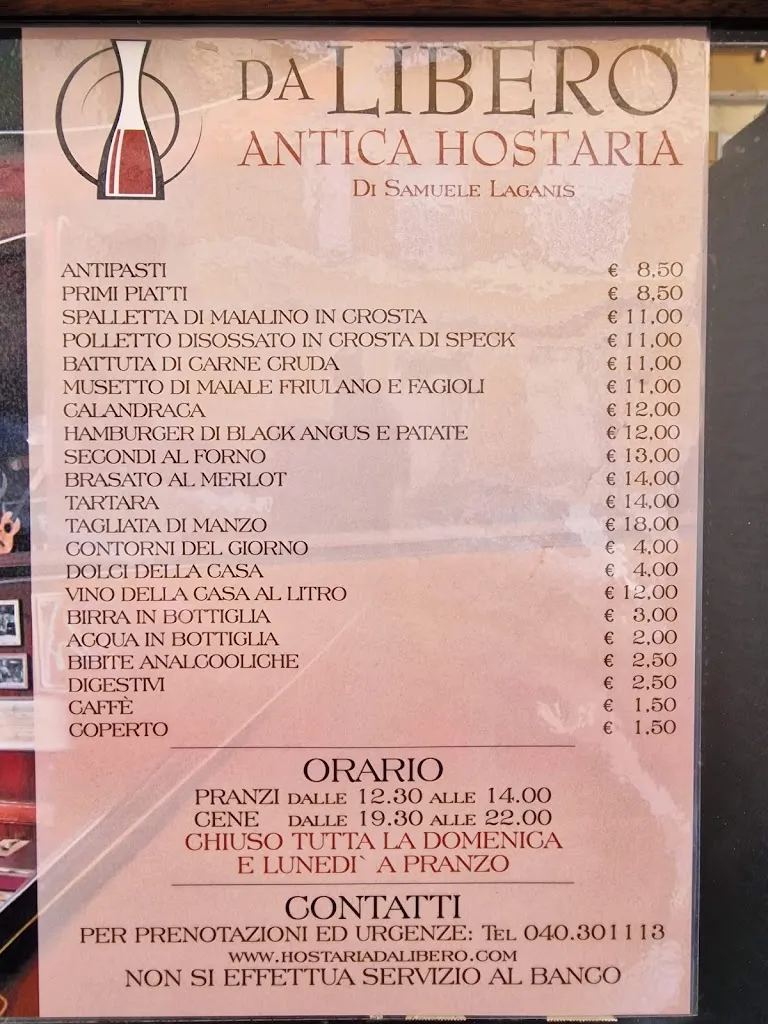 DA LIBERO
ANTICA HOSTARIA
DI SAMUELE LAGANIS
ANTIPASTI € 8,50
PRIMI PIATTI € 8,50
SPALLETTA DI MAIALINO IN CROSTA € 11,00
POLLETTO DISOSSATO IN CROSTA DI SPECK € 11,00
BATTUTA DI CARNE CRUDA € 11,00
MUSETTO DI MAIALE FRIULANO E FAGIOLI € 11,00
CALANDRACA € 12,00
HAMBURGER DI BLACK ANGUS E PATATE € 12,00
SECONDI AL FORNO € 13,00
BRASATO AL MERLOT € 14,00
TARTARA € 14,00
TAGLIATA DI MANZO € 18,00
CONTORNI DEL GIORNO € 4,00
DOLCI DELLA CASA € 4,00
VINO DELLA CASA AL LITRO € 12,00
BIRRA IN BOTTIGLIA € 3,00
ACQUA IN BOTTIGLIA € 2,00
BIBITE ANALCOOLICHE € 2,50
DIGESTIVI € 2,50
CAFFÈ € 1,50
COPERTO € 1,50
ORARIO
PRANZI DALLE 12.30 ALLE 14.00
CENE DALLE 19.30 ALLE 22.00
CHIUSO TUTTA LA DOMENICA
E LUNEDI` A PRANZO
CONTATTI
PER PRENOTAZIONI ED URGENZE: TEL 040.301113
WWW.HOSTARIADALIBERO.COM
NON SI EFFETTUA SERVIZIO AL BANCO